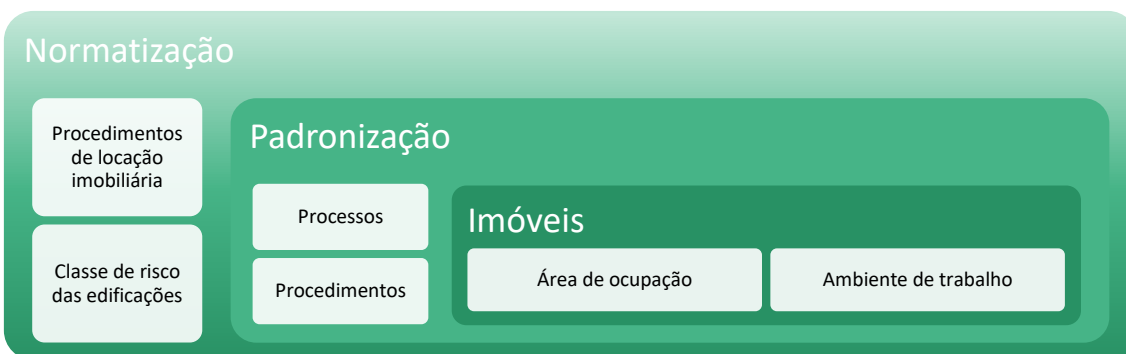 Normatização
Procedimentos
de locação
imobiliária
Classe de risco
das edificações
Padronização
Processos
Procedimentos
Imóveis
Área de ocupação
Ambiente de trabalho